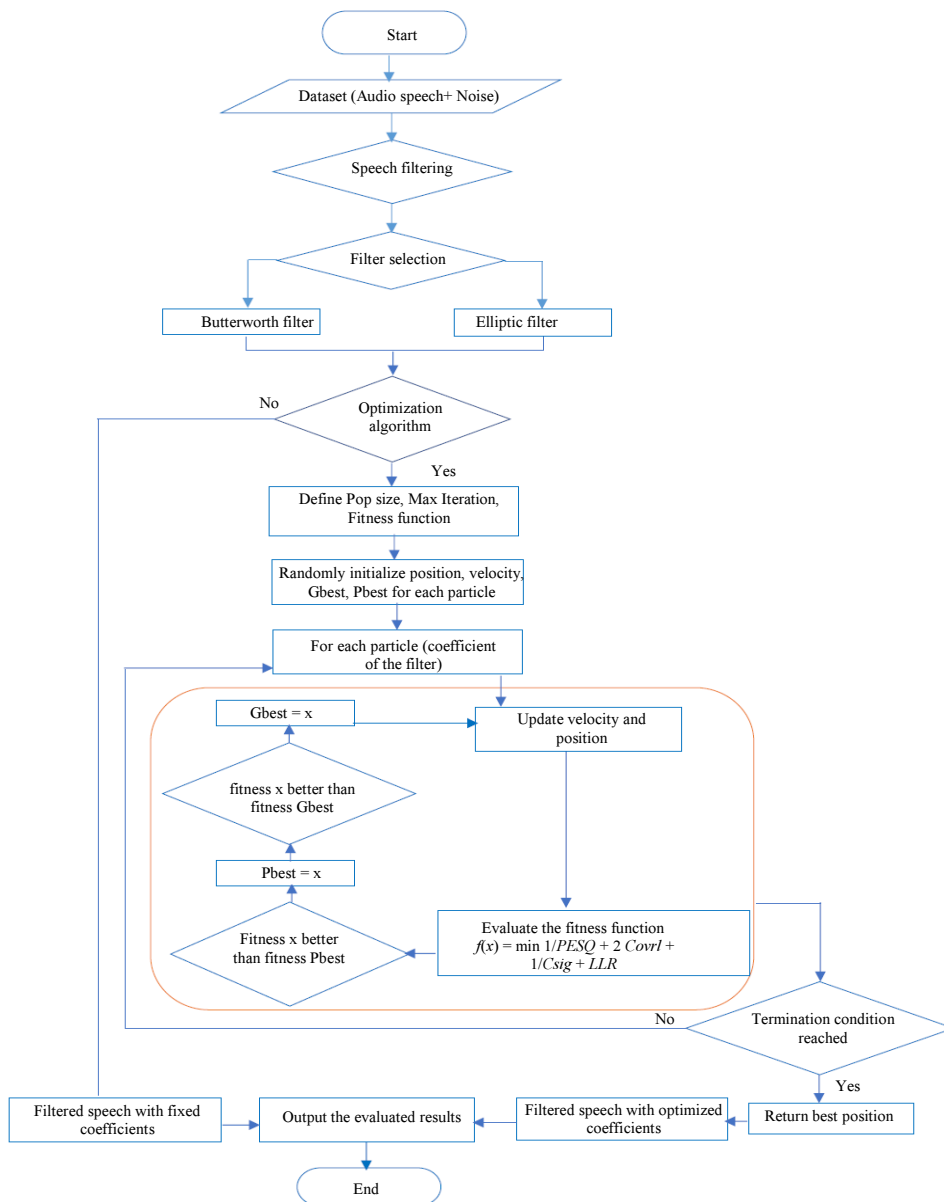 Start
Dataset (Audio speech+ Noise)
Speech filtering
Filter selection
Butterworth filter
Elliptic filter
No
Optimization
algorithm
Yes
Define Pop size, Max Iteration,
Fitness function
Randomly initialize position, velocity,
Gbest, Pbest for each particle
For each particle (coefficient
of the filter)
Gbest = x
Update velocity and
position
fitness x better than
fitness Gbest
Pbest = x
Fitness x better
than fitness Pbest
Evaluate the fitness function
f(x) = min 1/PESQ + 2 Covrl +
1/Csig + LLR
No
Termination condition
reached
Yes
Filtered speech with fixed
coefficients
Output the evaluated results
Filtered speech with optimized
coefficients
Return best position
End